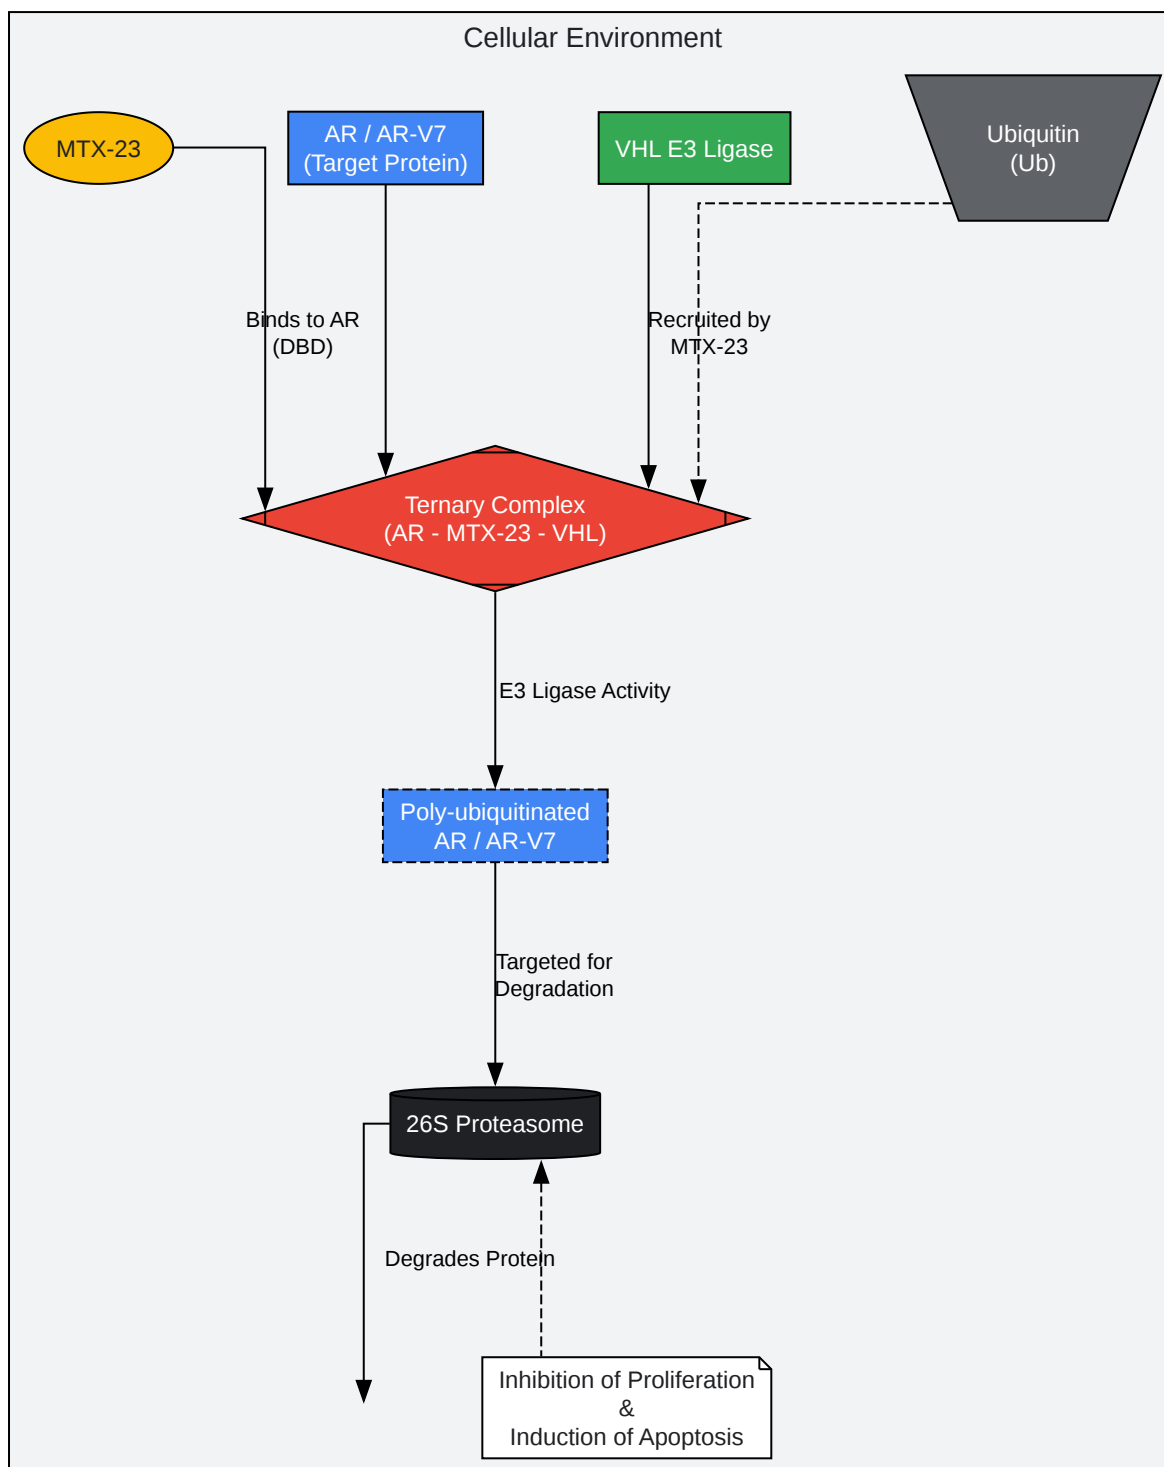 Cellular Environment
MTX-23
AR / AR-V7
(Target Protein)
VHL E3 Ligase
Ubiquitin
(Ub)
Binds to AR
(DBD)
Recruited by
MTX-23
Ternary Complex
(AR - MTX-23 - VHL)
E3 Ligase Activity
Poly-ubiquitinated
AR / AR-V7
Targeted for
Degradation
26S Proteasome
Degrades Protein
Inhibition of Proliferation
&
Induction of Apoptosis